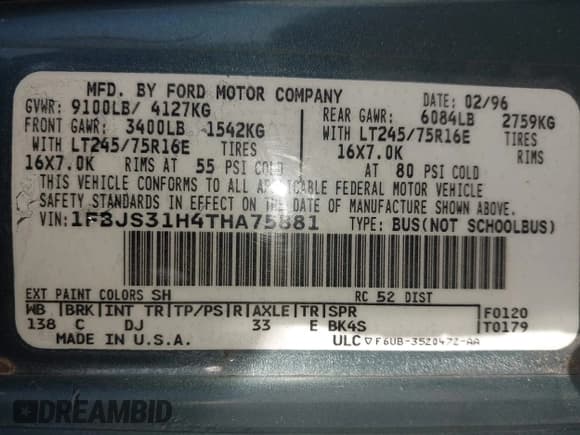 MFD. BY FORD MOTOR COMPANY
DATE: 02/96
GVWR: 9100LB/ 4127KG
FRONT GAWR: 3400LB 1542KG
WITH LT245/75R16E TIRES
16X7.0K RIMS AT 55 PSI COLD
REAR GAWR: 6084LB 2759KG
WITH LT245/75R16E TIRES
16X7.0K RIMS
AT 80 PSI COLD
THIS VEHICLE CONFORMS TO ALL APPLICABLE FEDERAL MOTOR VEHICLE
SAFETY STANDARDS IN EFFECT ON THE DATE OF MANUFACTURE SHOWN ABOVE
VIN: 1FBJS31H4THA75881
TYPE: BUS(NOT SCHOOLBUS)
EXT PAINT COLORS SH
RC 52 DIST
WB |BRK|INT TR|TP/PS|R |AXLE|TR|SPR
F0120
138 C DJ 33 E BK4S
T0179
MADE IN U.S.A.
ULC ▽ F6UB-3520472-AA
DREAMBID